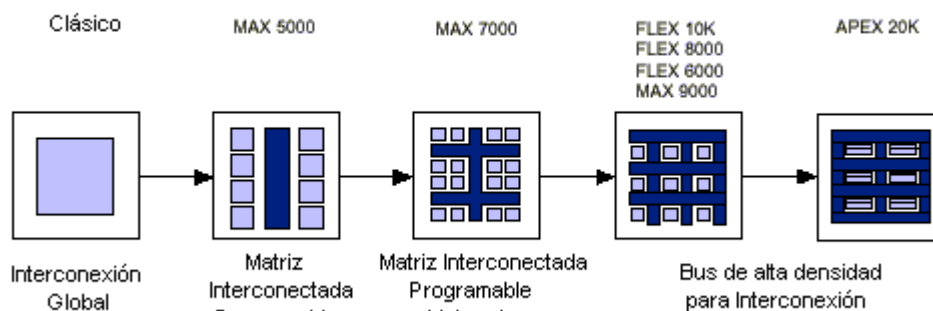 Clásico
MAX 5000
MAX 7000
FLEX 10K
FLEX 8000
FLEX 6000
MAX 9000
APEX 20K
Interconexión
Global
Matriz
Interconectada
Matriz Interconectada
Programable
Bus de alta densidad
para Interconexión